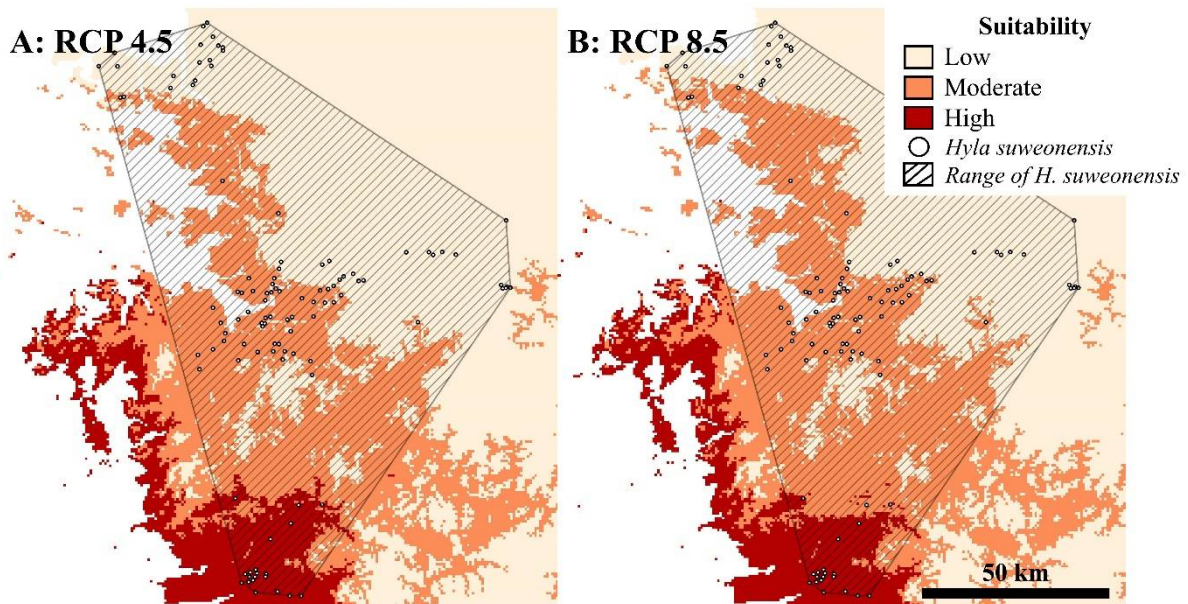 A: RCP 4.5
B: RCP 8.5
Suitability
Low
Moderate
High
Hyla suweonensis
Range of H. suweonensis
50 km